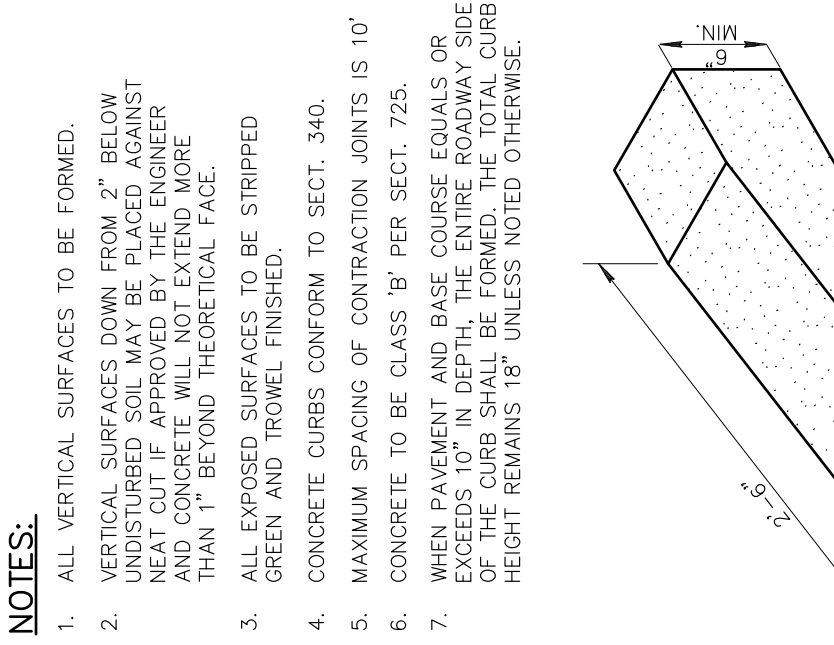 NOTES:
1. ALL VERTICAL SURFACES TO BE FORMED.
2. VERTICAL SURFACES DOWN FROM 2" BELOW
UNDISTURBED SOIL MAY BE PLACED AGAINST
NEAT CUT IF APPROVED BY THE ENGINEER
AND CONCRETE WILL NOT EXTEND MORE
THAN 1" BEYOND THEORETICAL FACE.
3. ALL EXPOSED SURFACES TO BE STRIPPED
GREEN AND TROWEL FINISHED.
4. CONCRETE CURBS CONFORM TO SECT. 340.
5. MAXIMUM SPACING OF CONTRACTION JOINTS IS 10'
6. CONCRETE TO BE CLASS 'B' PER SECT. 725.
7. WHEN PAVEMENT AND BASE COURSE EQUALS OR
EXCEEDS 10" IN DEPTH, THE ENTIRE ROADWAY SIDE
OF THE CURB SHALL BE FORMED. THE TOTAL CURB
HEIGHT REMAINS 18" UNLESS NOTED OTHERWISE.
2'-6"
6"
MIN.